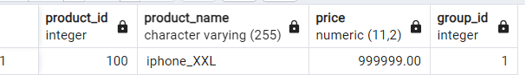 product_id product_name price group_id
integer character varying (255) numeric (11,2) integer
1 100 iphone_XXL 999999.00 1